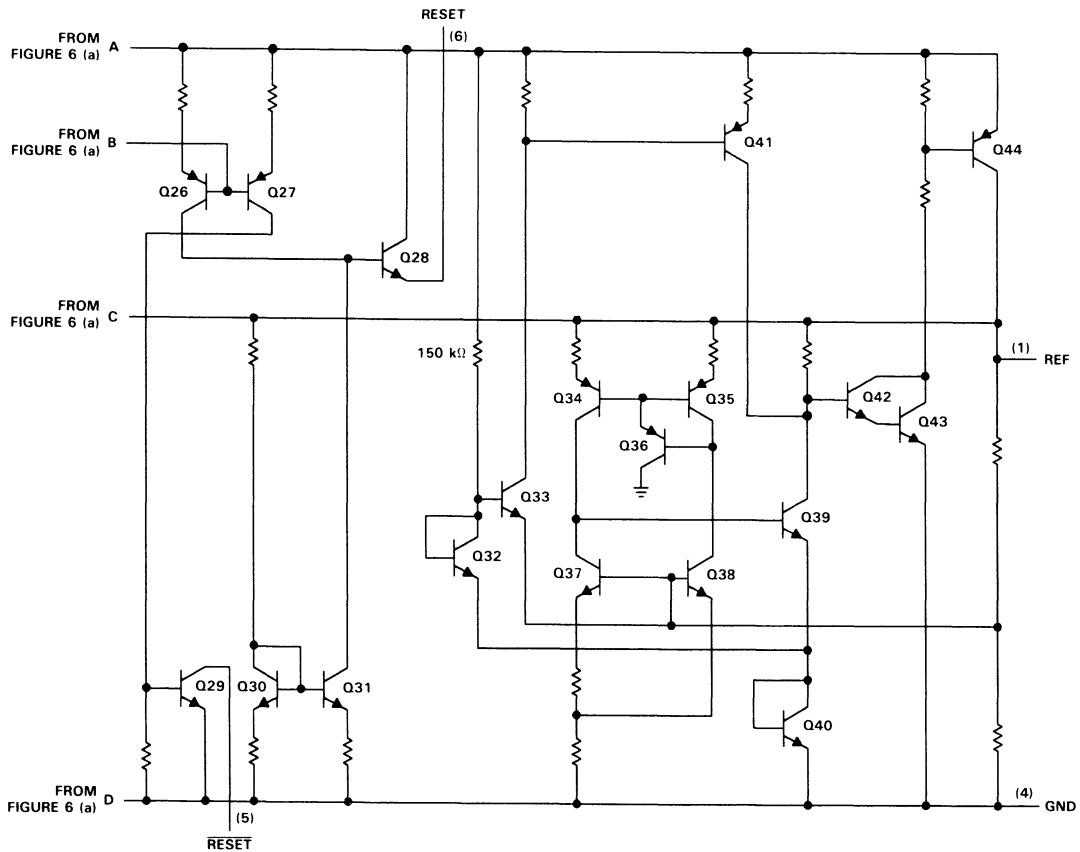 RESET
(6)
FROM
FIGURE 6 (a) A
FROM
FIGURE 6 (a) B
Q26
Q27
Q28
Q41
Q44
FROM
FIGURE 6 (a) C
150 kΩ
(1)
REF
Q34
Q35
Q36
Q42
Q43
Q33
Q39
Q32
Q37
Q38
Q29
Q30
Q31
Q40
FROM
FIGURE 6 (a) D
(5)
RESET
(4)
GND